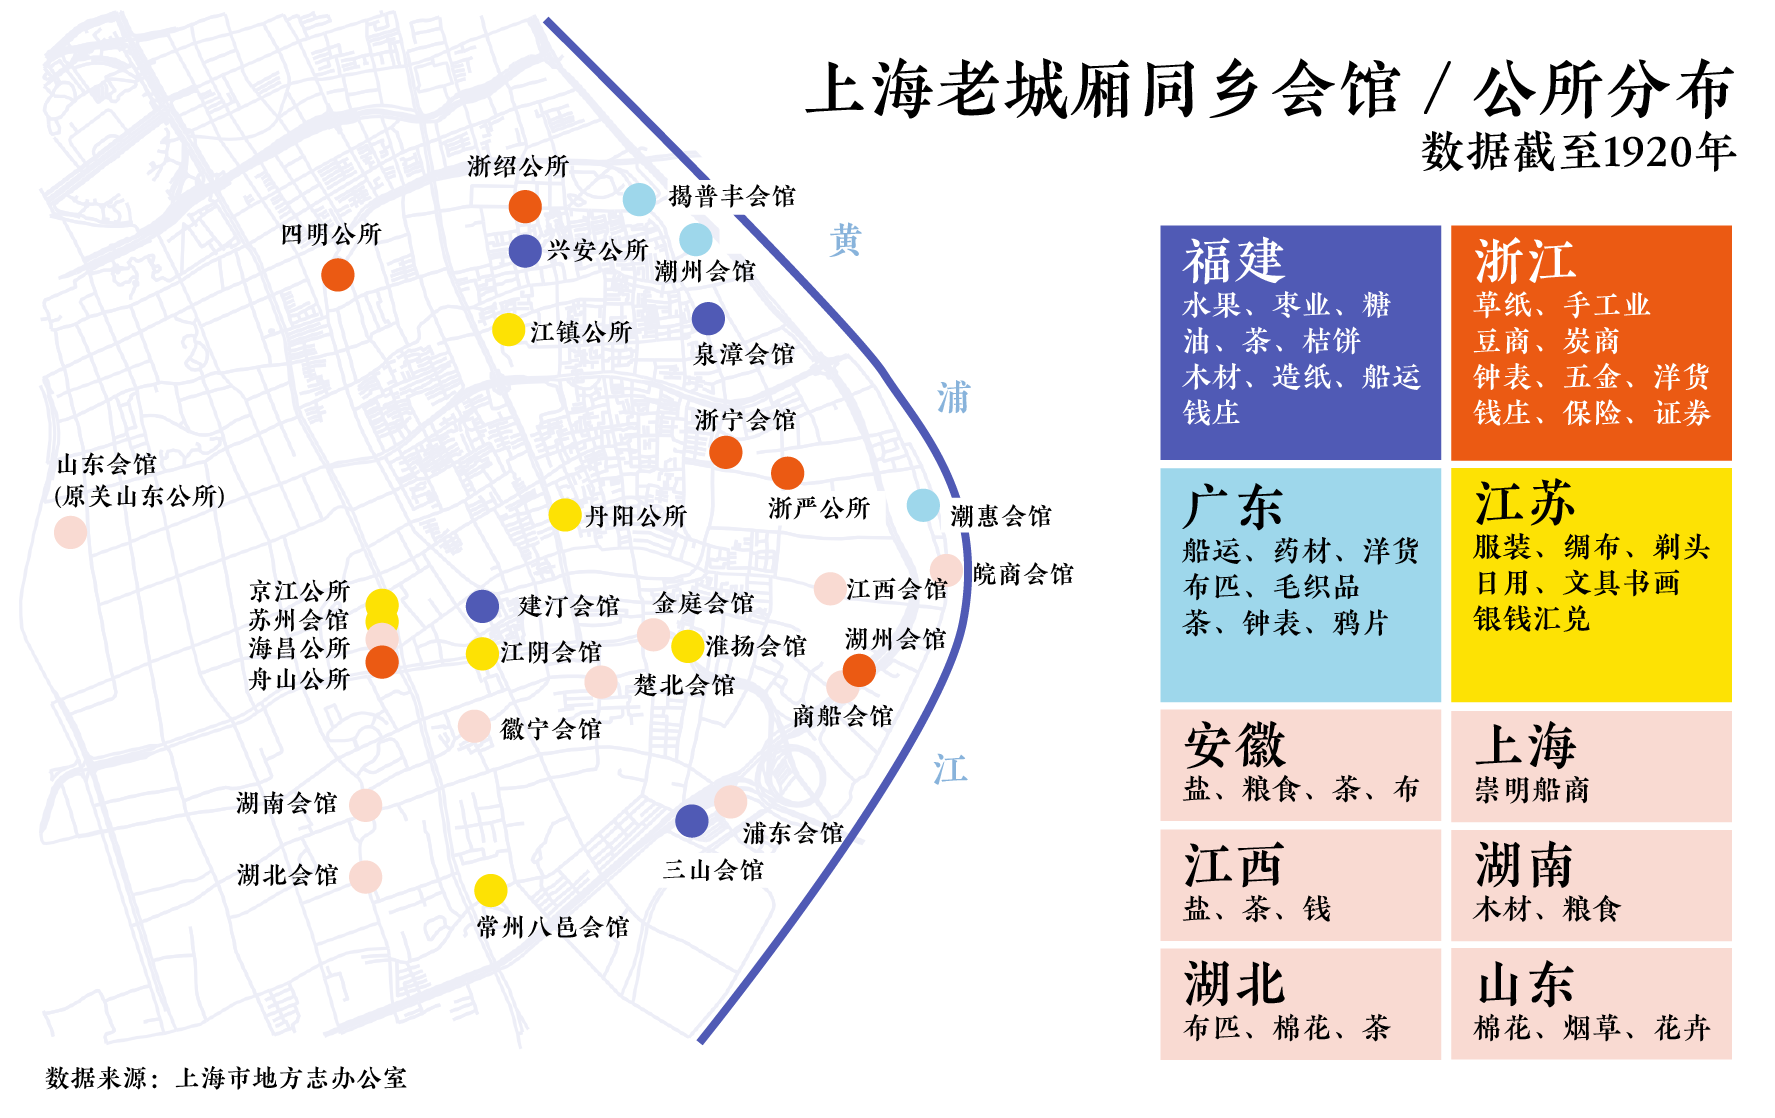 上海老城厢同乡会馆 / 公所分布
数据截至1920年
浙绍公所
揭普丰会馆
四明公所
兴安公所
潮州会馆
黄
江镇公所
泉漳会馆
浦
浙宁会馆
山东会馆
(原关山东公所)
浙严公所
丹阳公所
潮惠会馆
皖商会馆
京江公所
江西会馆
建汀会馆
金庭会馆
苏州会馆
海昌公所
湖州会馆
江阴会馆
淮扬会馆
舟山公所
楚北会馆
商船会馆
徽宁会馆
江
湖南会馆
浦东会馆
三山会馆
湖北会馆
常州八邑会馆
福建
水果、枣业、糖
油、茶、桔饼
木材、造纸、船运
钱庄
浙江
草纸、手工业
豆商、炭商
钟表、五金、洋货
钱庄、保险、证券
广东
船运、药材、洋货
布匹、毛织品
茶、钟表、鸦片
江苏
服装、绸布、剃头
日用、文具书画
银钱汇兑
安徽
盐、粮食、茶、布
上海
崇明船商
江西
盐、茶、钱
湖南
木材、粮食
湖北
布匹、棉花、茶
山东
棉花、烟草、花卉
数据来源：上海市地方志办公室